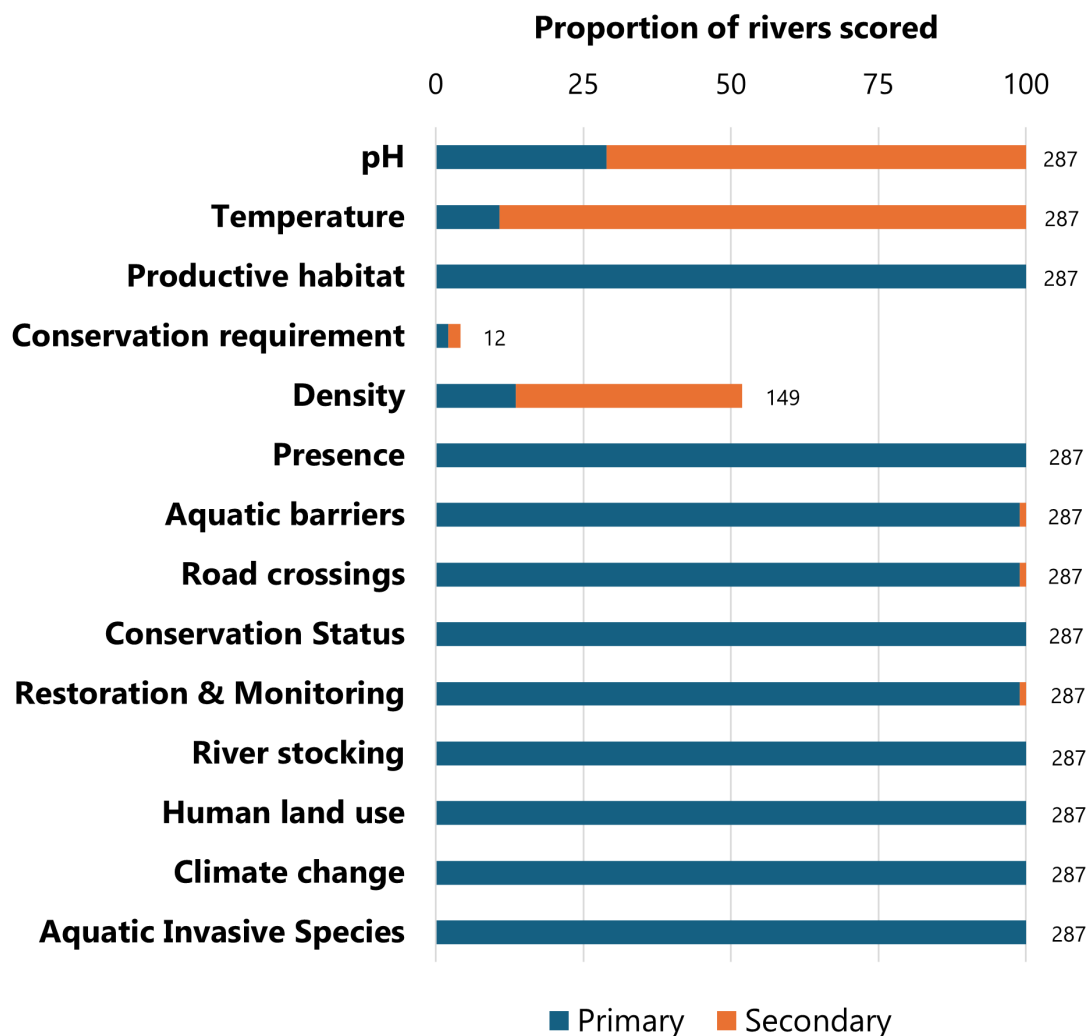 Proportion of rivers scored
0 25 50 75 100
pH 287
Temperature 287
Productive habitat 287
Conservation requirement 12
Density 149
Presence 287
Aquatic barriers 287
Road crossings 287
Conservation Status 287
Restoration & Monitoring 287
River stocking 287
Human land use 287
Climate change 287
Aquatic Invasive Species 287
Primary Secondary